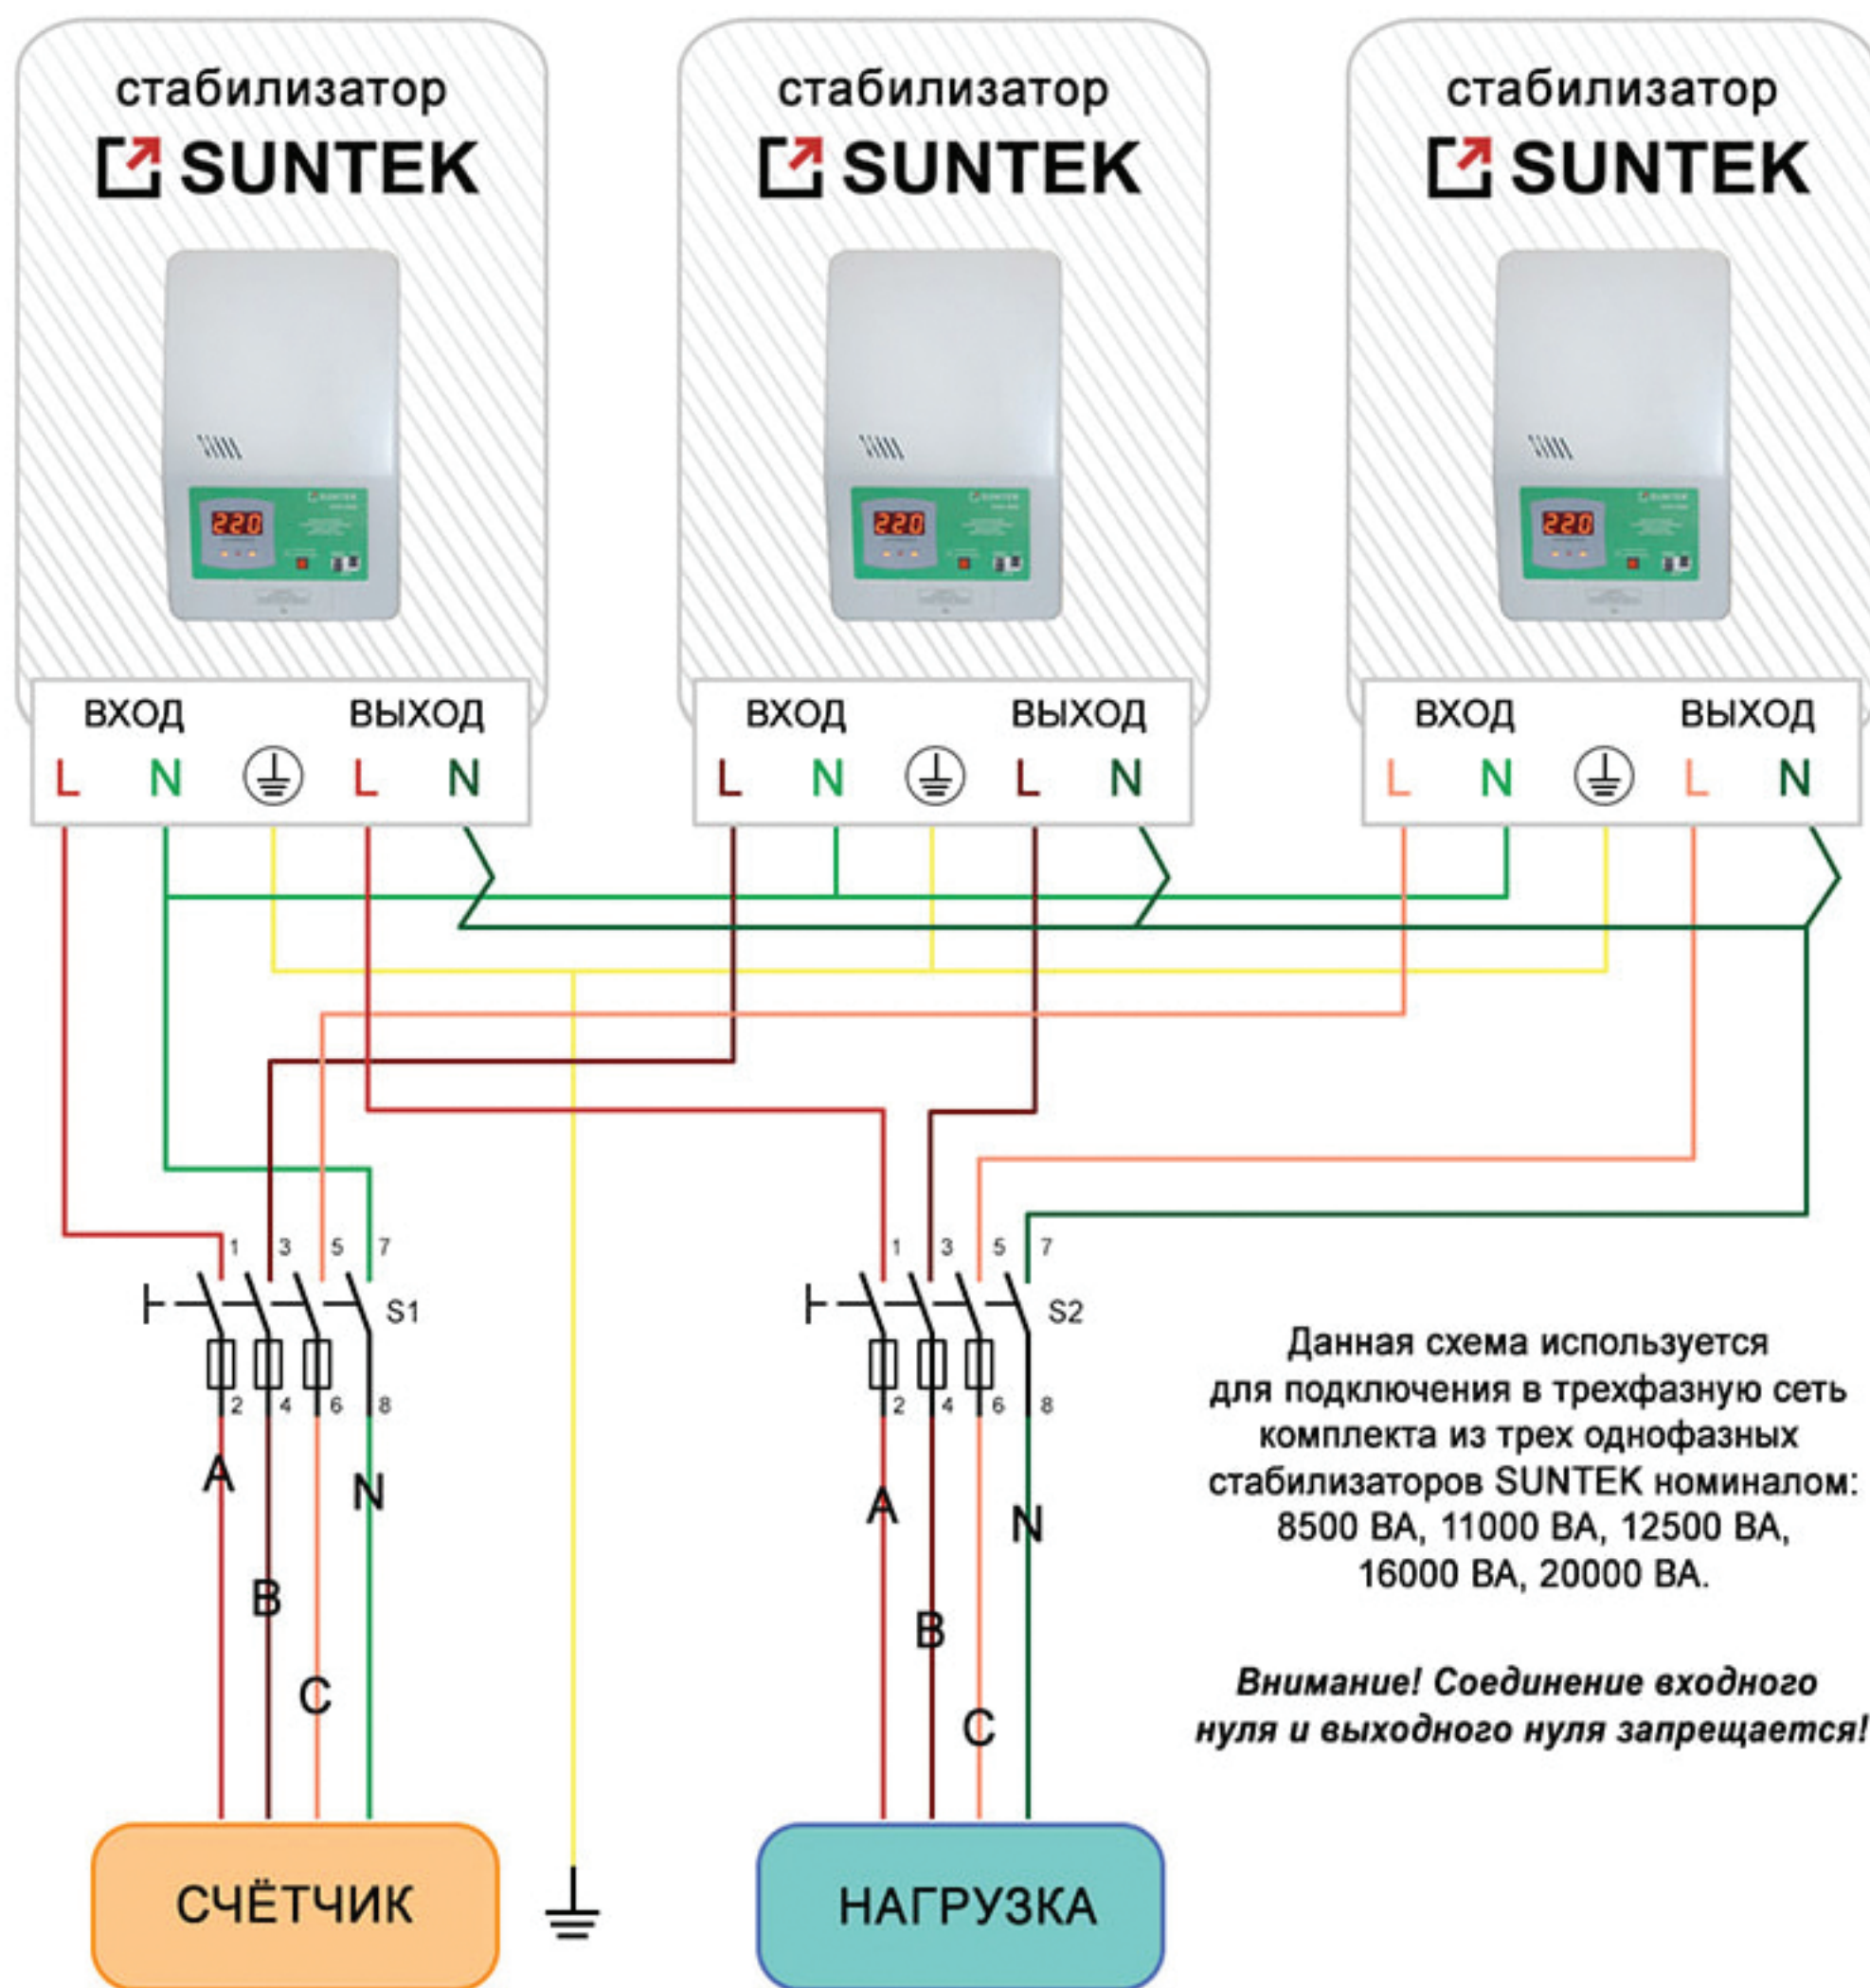 стабилизатор
SUNTEK
стабилизатор
SUNTEK
стабилизатор
SUNTEK
SUNTEK
220
SUNTEK
220
SUNTEK
220
ВХОД ВЫХОД
L N L N
ВХОД ВЫХОД
L N L N
ВХОД ВЫХОД
L N L N
1 3 5 7
S1
2 4 6 8
A
N
B
C
1 3 5 7
S2
2 4 6 8
A
N
B
C
Данная схема используется
для подключения в трехфазную сеть
комплекта из трех однофазных
стабилизаторов SUNTEK номиналом:
8500 ВА, 11000 ВА, 12500 ВА,
16000 ВА, 20000 ВА.
Внимание! Соединение входного
нуля и выходного нуля запрещается!
СЧЁТЧИК
НАГРУЗКА